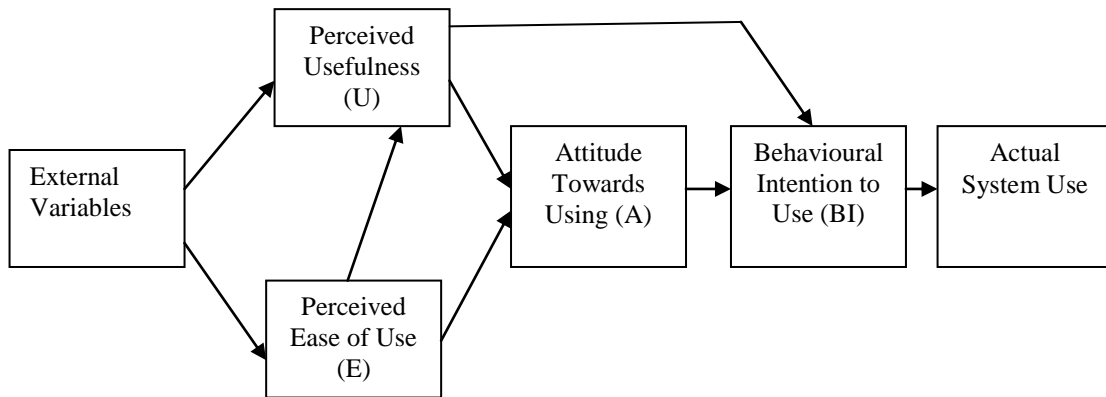 External
Variables
Perceived
Usefulness
(U)
Perceived
Ease of Use
(E)
Attitude
Towards
Using (A)
Behavioural
Intention to
Use (BI)
Actual
System Use